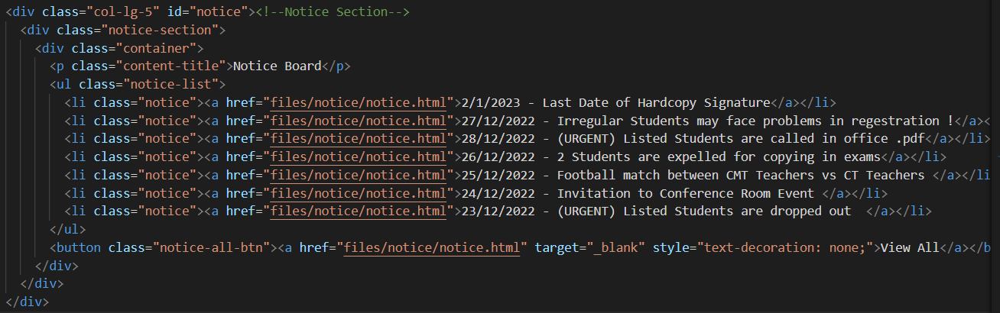 <div class="col-lg-5" id="notice"><!--Notice Section-->
<div class="notice-section">
<div class="container">
<p class="content-title">Notice Board</p>
<ul class="notice-list">
<li class="notice"><a href="files/notice/notice.html">2/1/2023 - Last Date of Hardcopy Signature</a></li>
<li class="notice"><a href="files/notice/notice.html">27/12/2022 - Irregular Students may face problems in regestration !</a><
<li class="notice"><a href="files/notice/notice.html">28/12/2022 - (URGENT) Listed Students are called in office .pdf</a></li>
<li class="notice"><a href="files/notice/notice.html">26/12/2022 - 2 Students are expelled for copying in exams</a></li>
<li class="notice"><a href="files/notice/notice.html">25/12/2022 - Football match between CMT Teachers vs CT Teachers </a></li
<li class="notice"><a href="files/notice/notice.html">24/12/2022 - Invitation to Conference Room Event </a></li>
<li class="notice"><a href="files/notice/notice.html">23/12/2022 - (URGENT) Listed Students are dropped out  </a></li>
</ul>
<button class="notice-all-btn"><a href="files/notice/notice.html" target="_blank" style="text-decoration: none;">View All</a></b
</div>
</div>
</div>